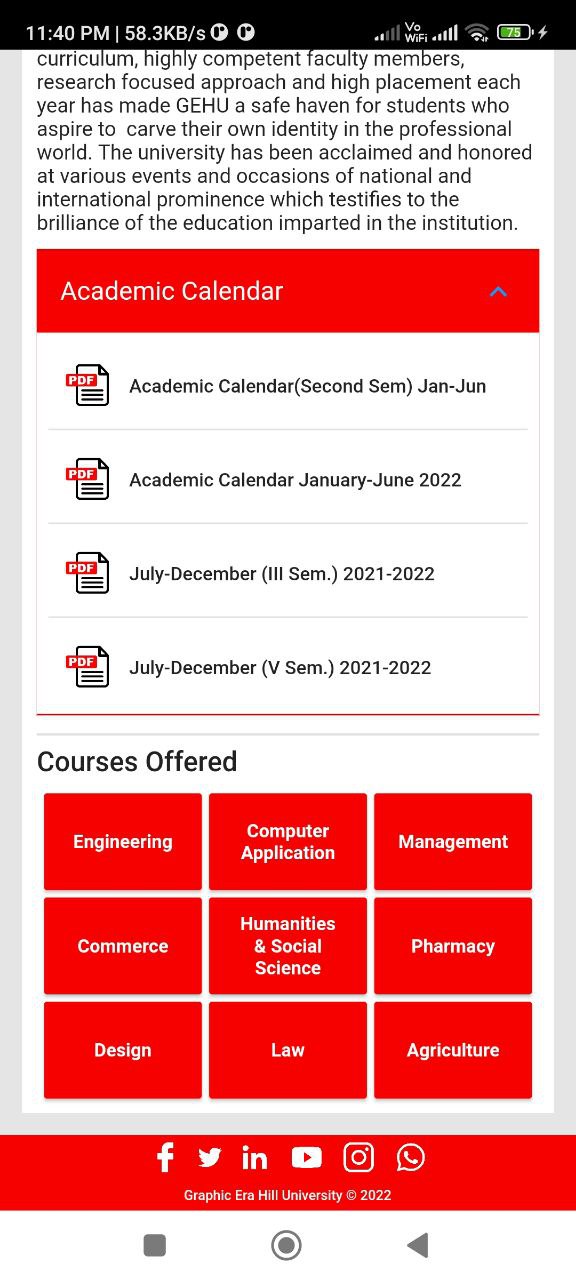 11:40 PM | 58.3KB/s
Vo
WiFi
75
curriculum, highly competent faculty members,
research focused approach and high placement each
year has made GEHU a safe haven for students who
aspire to  carve their own identity in the professional
world. The university has been acclaimed and honored
at various events and occasions of national and
international prominence which testifies to the
brilliance of the education imparted in the institution.
Academic Calendar
PDF
Academic Calendar(Second Sem) Jan-Jun
PDF
Academic Calendar January-June 2022
PDF
July-December (III Sem.) 2021-2022
PDF
July-December (V Sem.) 2021-2022
Courses Offered
Engineering
Computer
Application
Management
Commerce
Humanities
& Social
Science
Pharmacy
Design
Law
Agriculture
Graphic Era Hill University © 2022